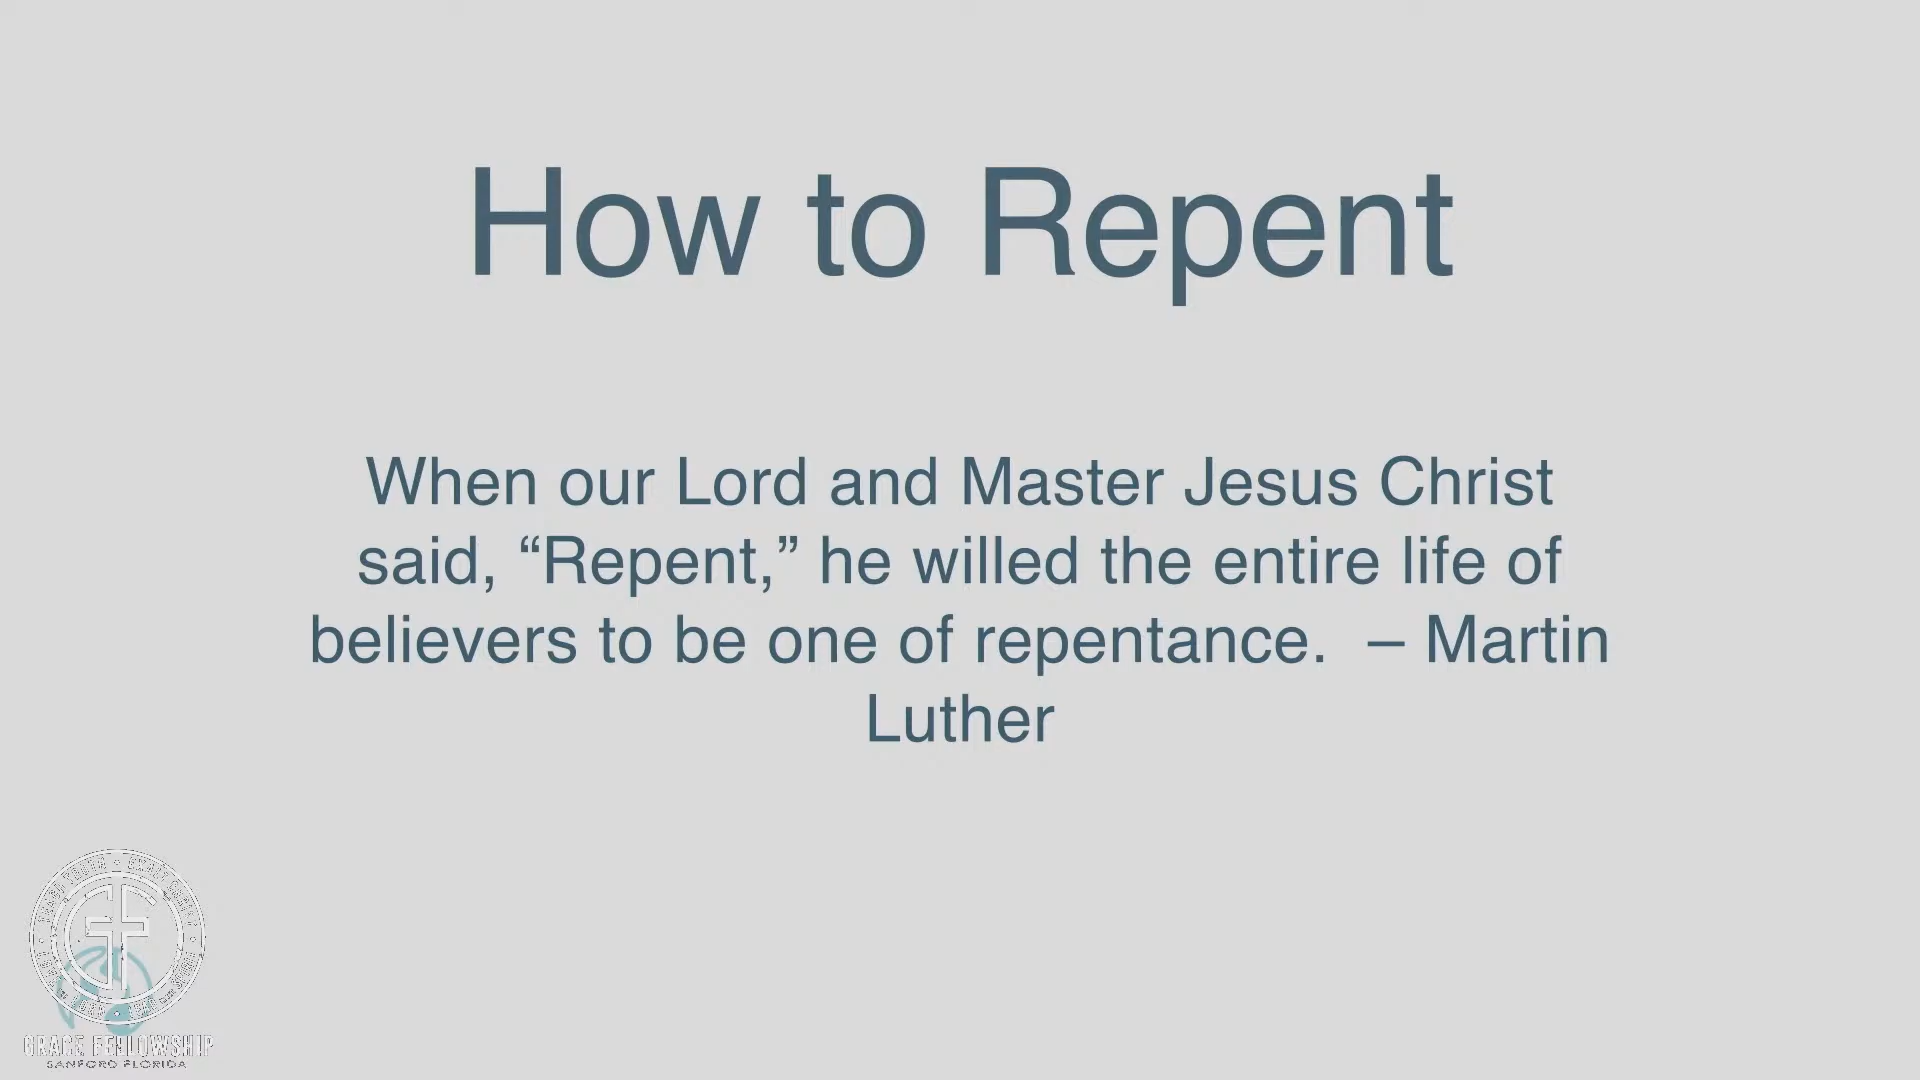 How to Repent
When our Lord and Master Jesus Christ
said, “Repent,” he willed the entire life of
believers to be one of repentance.  – Martin
Luther
GRACE FELLOWSHIP
SANFORD FLORIDA